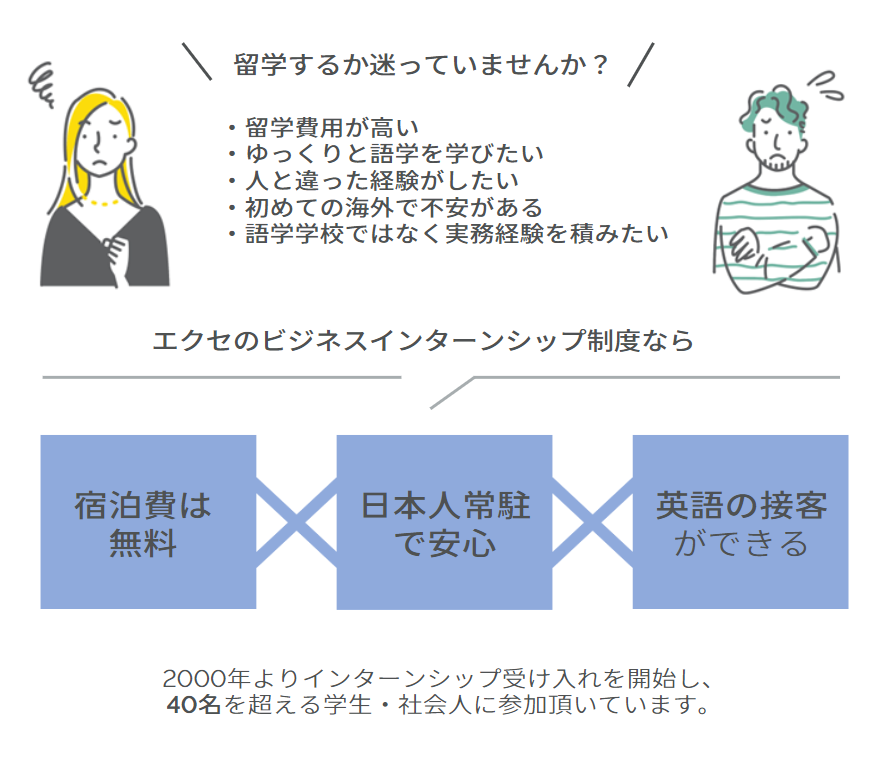 留学するか迷っていませんか？
・留学費用が高い
・ゆっくりと語学を学びたい
・人と違った経験がしたい
・初めての海外で不安がある
・語学学校ではなく実務経験を積みたい
エクセのビジネスインターンシップ制度なら
宿泊費は
無料
日本人常駐
で安心
英語の接客
ができる
2000年よりインターンシップ受け入れを開始し、
40名を超える学生・社会人に参加頂いています。